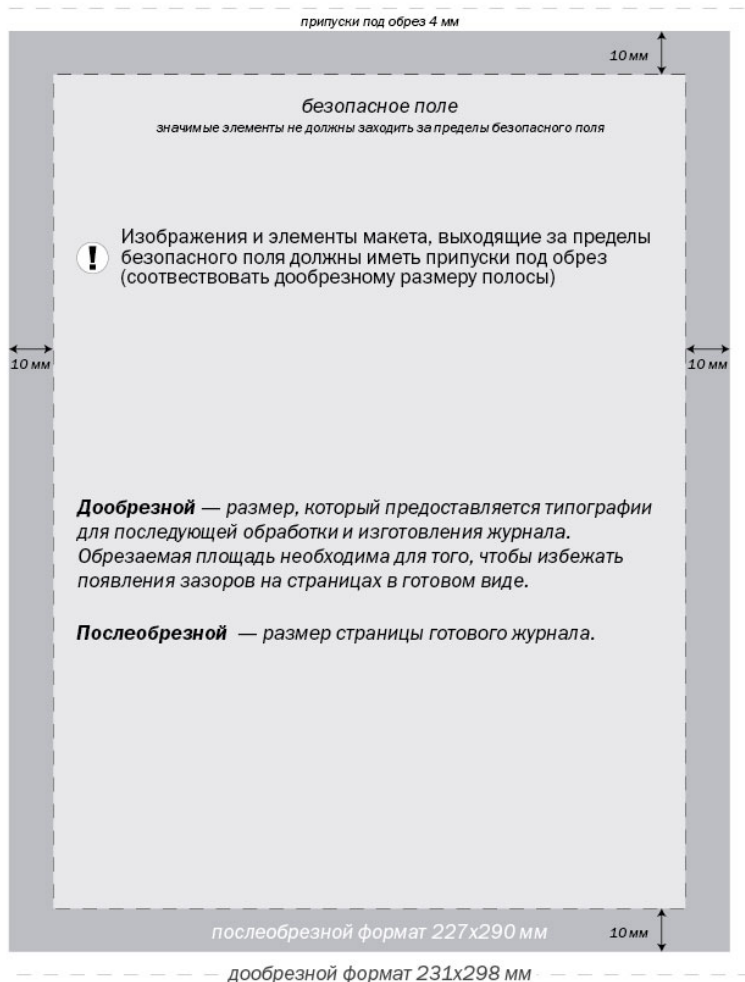 припуски под обрез 4 мм
10 мм
безопасное поле
значимые элементы не должны заходить за пределы безопасного поля
! Изображения и элементы макета, выходящие за пределы
безопасного поля должны иметь припуски под обрез
(соотвествовать дообрезному размеру полосы)
10 мм
10 мм
Дообрезной — размер, который предоставляется типографии
для последующей обработки и изготовления журнала.
Обрезаемая площадь необходима для того, чтобы избежать
появления зазоров на страницах в готовом виде.
Послеобрезной — размер страницы готового журнала.
послеобрезной формат 227x290 мм
10 мм
дообрезной формат 231x298 мм